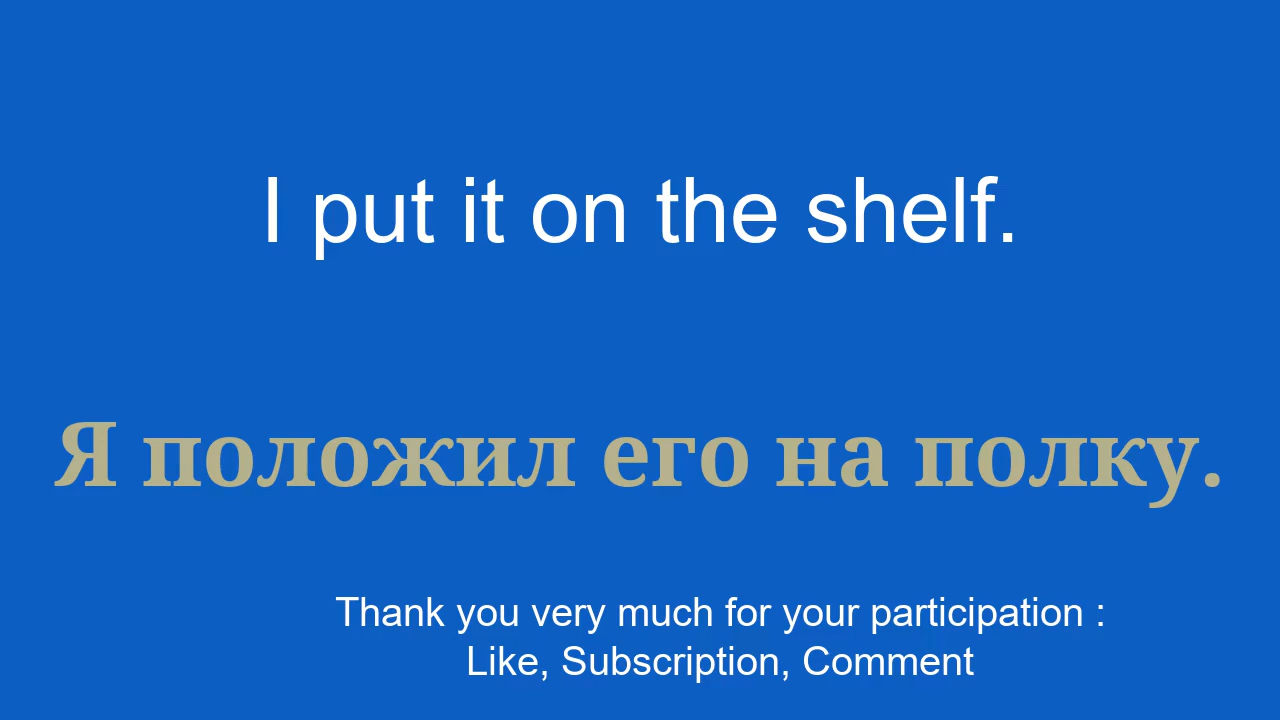 I put it on the shelf.
Я положил его на полку.
Thank you very much for your participation :
Like, Subscription, Comment